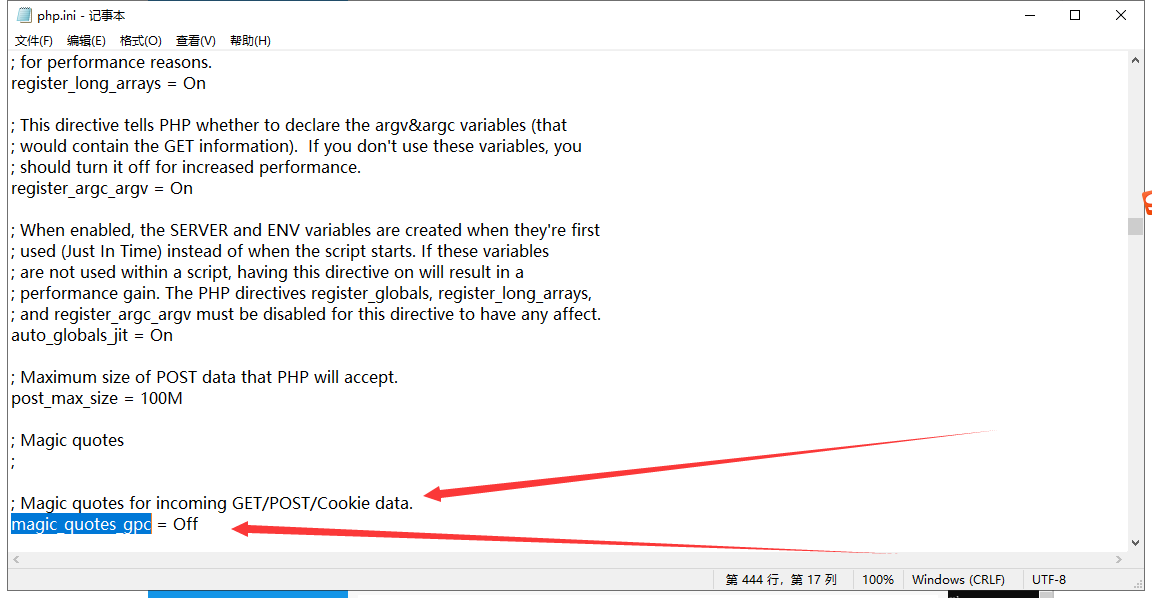 php.ini - 记事本
文件(F) 编辑(E) 格式(O) 查看(V) 帮助(H)
; for performance reasons.
register_long_arrays = On
; This directive tells PHP whether to declare the argv&argc variables (that
; would contain the GET information).  If you don't use these variables, you
; should turn it off for increased performance.
register_argc_argv = On
; When enabled, the SERVER and ENV variables are created when they're first
; used (Just In Time) instead of when the script starts. If these variables
; are not used within a script, having this directive on will result in a
; performance gain. The PHP directives register_globals, register_long_arrays,
; and register_argc_argv must be disabled for this directive to have any affect.
auto_globals_jit = On
; Maximum size of POST data that PHP will accept.
post_max_size = 100M
; Magic quotes
;
; Magic quotes for incoming GET/POST/Cookie data.
magic_quotes_gpc = Off
第 444 行，第 17 列 100% Windows (CRLF) UTF-8